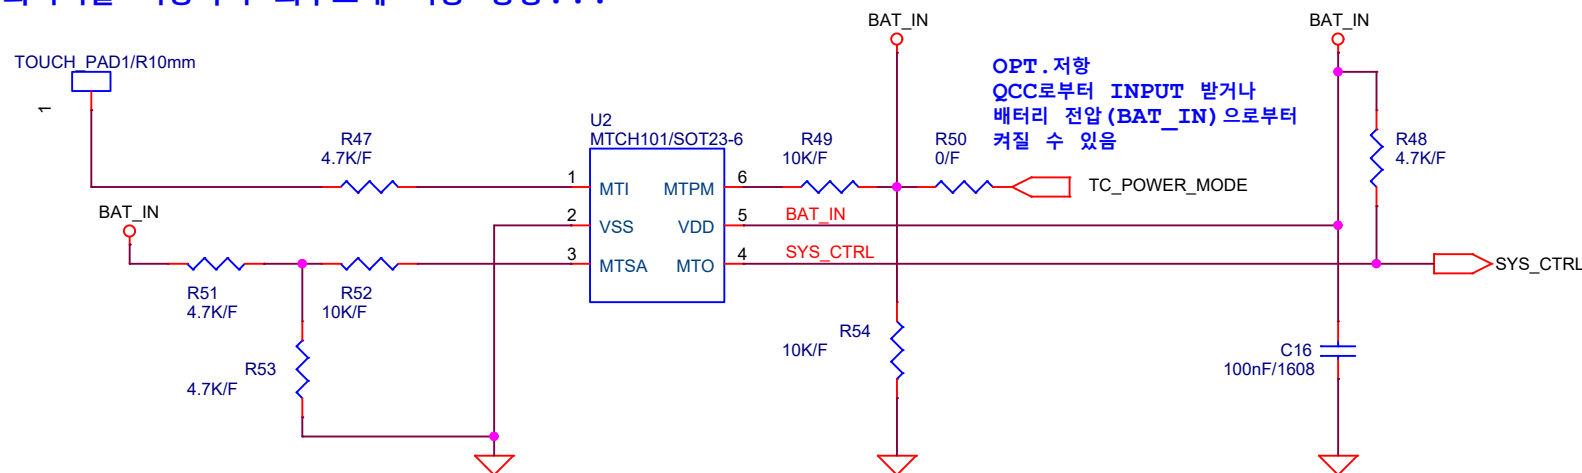 BAT_IN
BAT_IN
TOUCH_PAD1/R10mm
1
OPT.저항
QCC로부터 INPUT 받거나
배터리 전압(BAT_IN)으로부터
켜질 수 있음
U2
MTCH101/SOT23-6
R47
4.7K/F
R49
10K/F
R50
0/F
R48
4.7K/F
1
MTI
MTPM
6
TC_POWER_MODE
BAT_IN
2
VSS
VDD
5
BAT_IN
3
MTSA
MTO
4
SYS_CTRL
SYS_CTRL
R51
4.7K/F
R52
10K/F
R53
4.7K/F
R54
10K/F
C16
100nF/1608